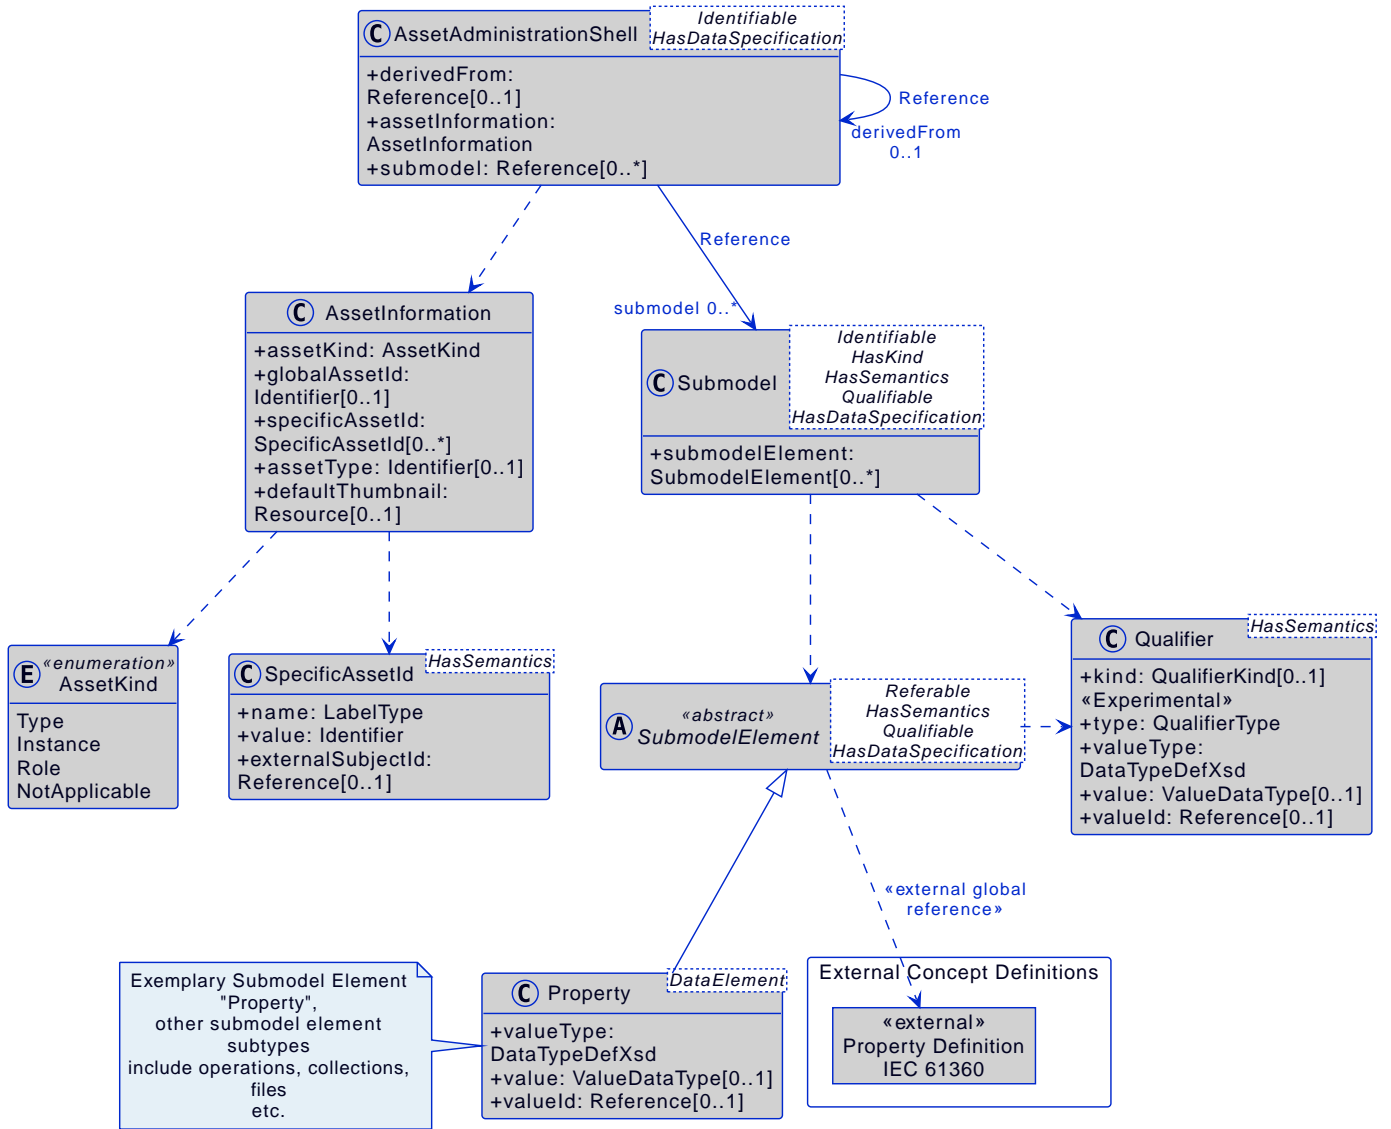 C AssetAdministrationShell
Identifiable
HasDataSpecification
+derivedFrom:
Reference[0..1]
+assetInformation:
AssetInformation
+submodel: Reference[0..*]
Reference
derivedFrom
0..1
Reference
submodel 0..*
C AssetInformation
+assetKind: AssetKind
+globalAssetId:
Identifier[0..1]
+specificAssetId:
SpecificAssetId[0..*]
+assetType: Identifier[0..1]
+defaultThumbnail:
Resource[0..1]
C Submodel
Identifiable
HasKind
HasSemantics
Qualifiable
HasDataSpecification
+submodelElement:
SubmodelElement[0..*]
E «enumeration»
AssetKind
Type
Instance
Role
NotApplicable
C SpecificAssetId
HasSemantics
+name: LabelType
+value: Identifier
+externalSubjectId:
Reference[0..1]
A «abstract»
SubmodelElement
Referable
HasSemantics
Qualifiable
HasDataSpecification
C Qualifier
HasSemantics
+kind: QualifierKind[0..1]
«Experimental»
+type: QualifierType
+valueType:
DataTypeDefXsd
+value: ValueDataType[0..1]
+valueId: Reference[0..1]
«external global
reference»
Exemplary Submodel Element
"Property",
other submodel element
subtypes
include operations, collections,
files
etc.
C Property
DataElement
+valueType:
DataTypeDefXsd
+value: ValueDataType[0..1]
+valueId: Reference[0..1]
External Concept Definitions
«external»
Property Definition
IEC 61360